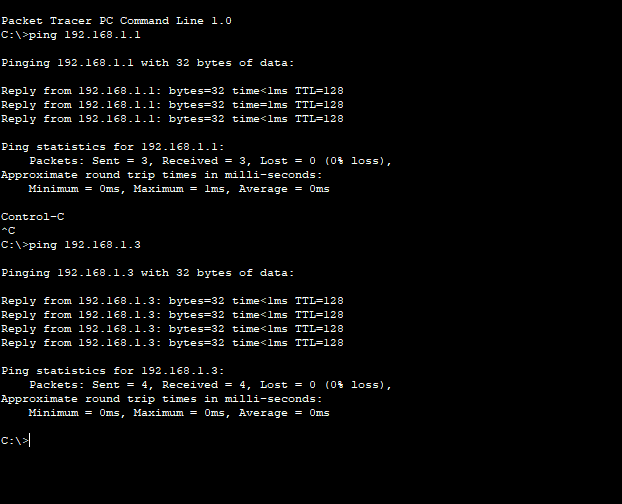 Packet Tracer PC Command Line 1.0
C:\>ping 192.168.1.1
Pinging 192.168.1.1 with 32 bytes of data:
Reply from 192.168.1.1: bytes=32 time<1ms TTL=128
Reply from 192.168.1.1: bytes=32 time=1ms TTL=128
Reply from 192.168.1.1: bytes=32 time<1ms TTL=128
Ping statistics for 192.168.1.1:
    Packets: Sent = 3, Received = 3, Lost = 0 (0% loss),
Approximate round trip times in milli-seconds:
    Minimum = 0ms, Maximum = 1ms, Average = 0ms
Control-C
^C
C:\>ping 192.168.1.3
Pinging 192.168.1.3 with 32 bytes of data:
Reply from 192.168.1.3: bytes=32 time<1ms TTL=128
Reply from 192.168.1.3: bytes=32 time<1ms TTL=128
Reply from 192.168.1.3: bytes=32 time<1ms TTL=128
Reply from 192.168.1.3: bytes=32 time<1ms TTL=128
Ping statistics for 192.168.1.3:
    Packets: Sent = 4, Received = 4, Lost = 0 (0% loss),
Approximate round trip times in milli-seconds:
    Minimum = 0ms, Maximum = 0ms, Average = 0ms
C:\>